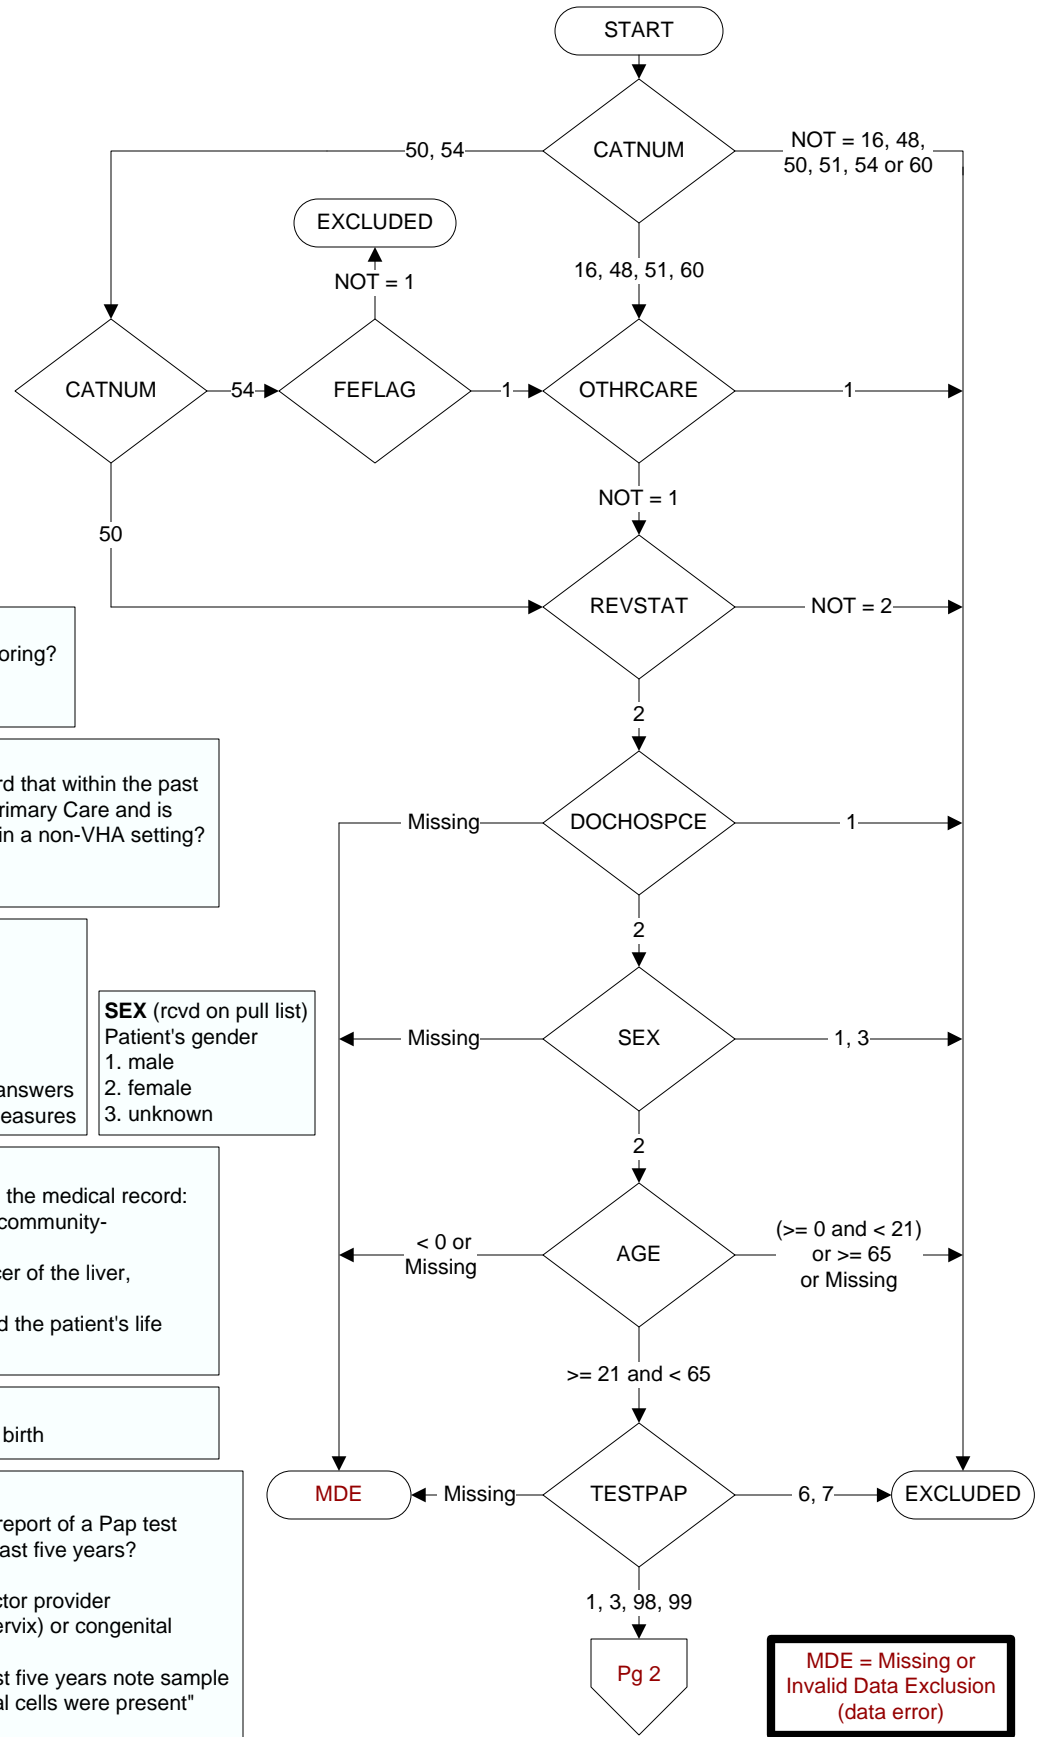 START
CATNUM
50, 54
NOT = 16, 48,
50, 51, 54 or 60
EXCLUDED
NOT = 1
16, 48, 51, 60
CATNUM
54
FEFLAG
1
OTHRCARE
1
NOT = 1
50
REVSTAT
NOT = 2
oring?
2
rd that within the past
rimary Care and is
in a non-VHA setting?
Missing
DOCHOSPCE
1
2
answers
easures
SEX (rcvd on pull list)
Patient's gender
1. male
2. female
3. unknown
Missing
SEX
1, 3
2
the medical record:
community-
cer of the liver,
d the patient's life
< 0 or
Missing
AGE
(>= 0 and < 21)
or >= 65
or Missing
>= 21 and < 65
birth
MDE
Missing
TESTPAP
6, 7
EXCLUDED
report of a Pap test
ast five years?
ctor provider
ervix) or congenital
st five years note sample
al cells were present"
1, 3, 98, 99
Pg 2
MDE = Missing or
Invalid Data Exclusion
(data error)